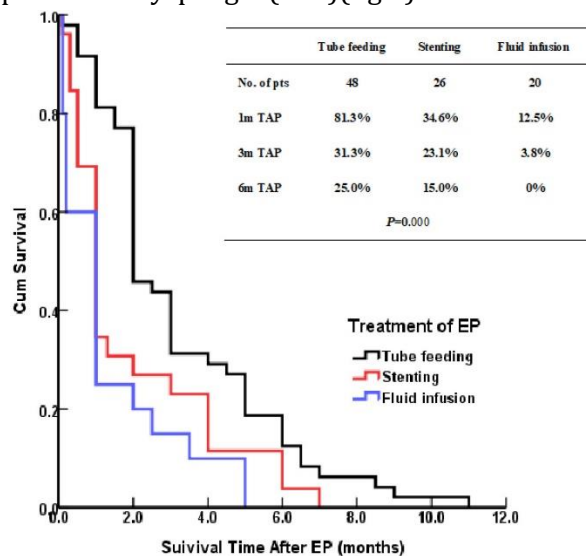 Tube feeding Stenting Fluid infusion
No. of pts 48 26 20
1m TAP 81.3% 34.6% 12.5%
3m TAP 31.3% 23.1% 3.8%
6m TAP 25.0% 15.0% 0%
P=0.000
1.0
0.8
0.6
0.4
0.2
0.0
Cum Survival
Treatment of EP
Tube feeding
Stenting
Fluid infusion
0.0 2.0 4.0 6.0 8.0 10.0 12.0
Suivival Time After EP (months)